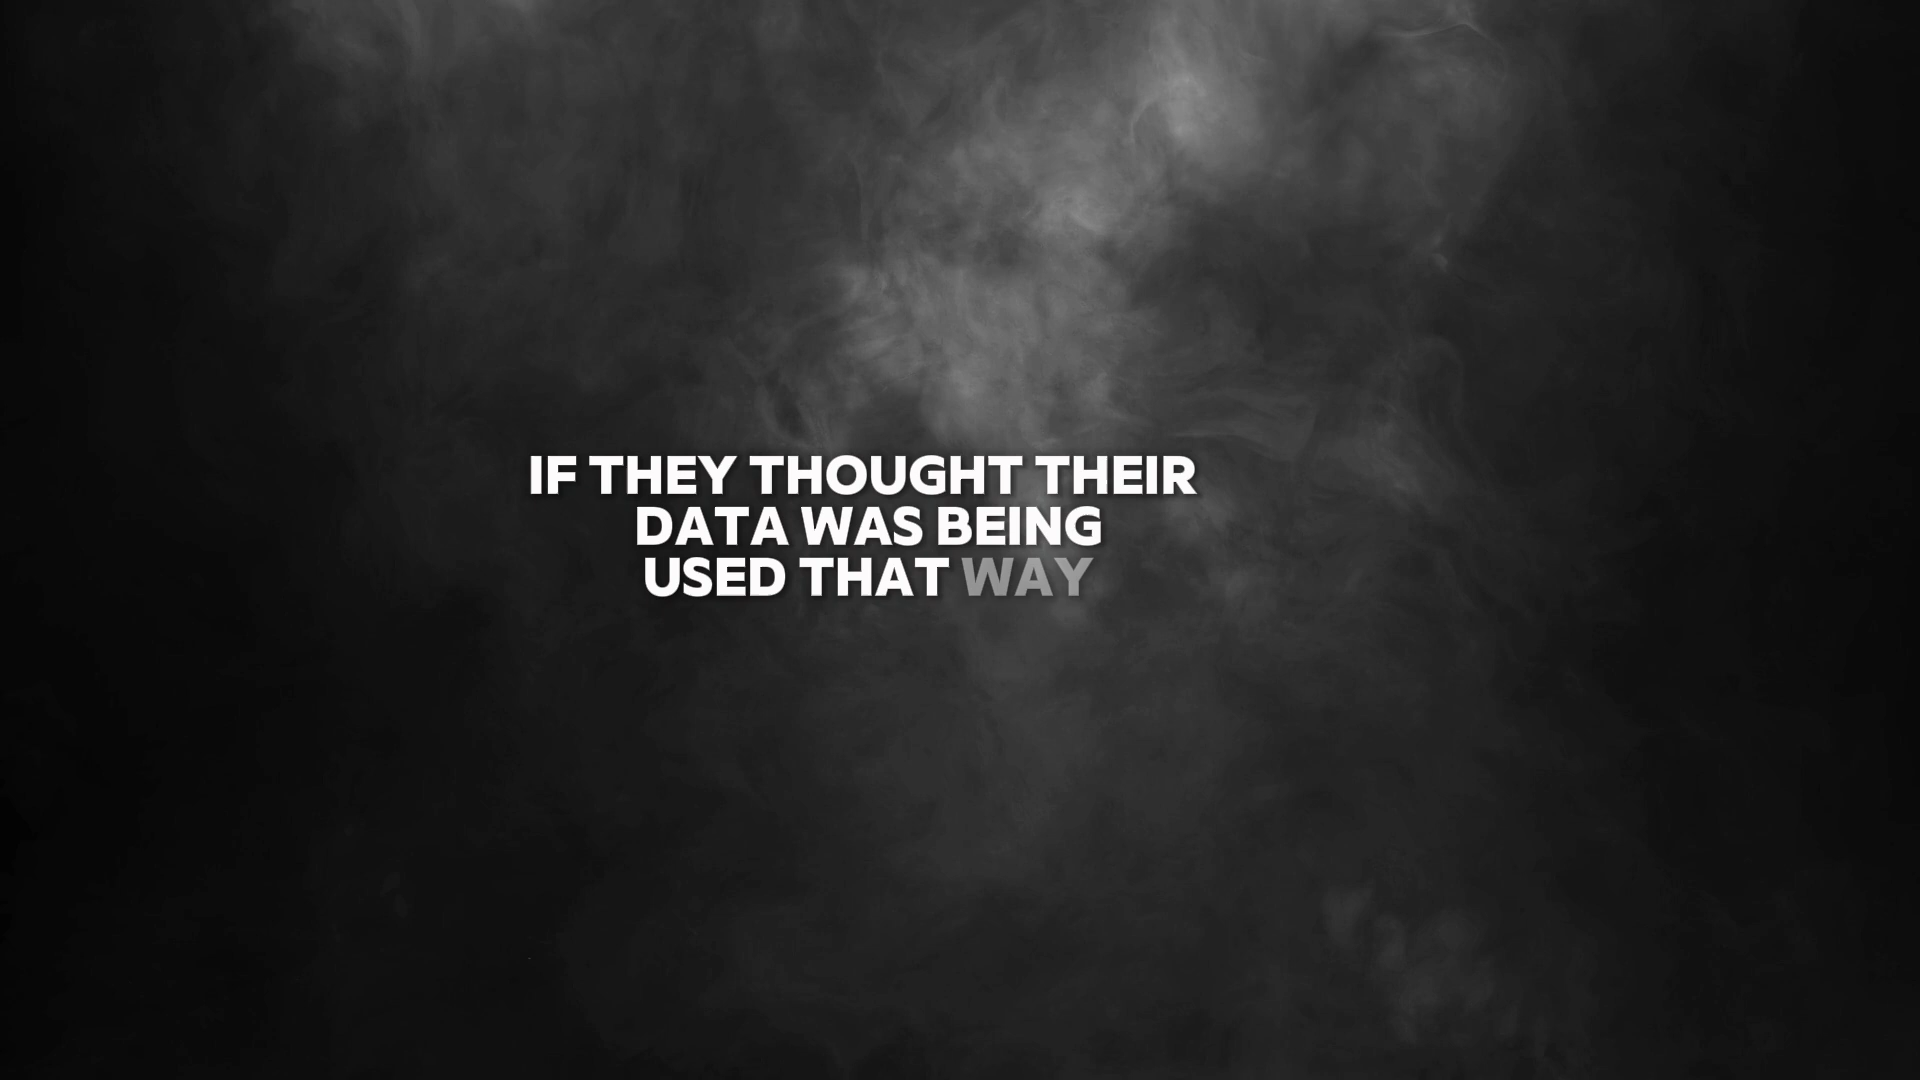 IF THEY THOUGHT THEIR
DATA WAS BEING
USED THAT WAY